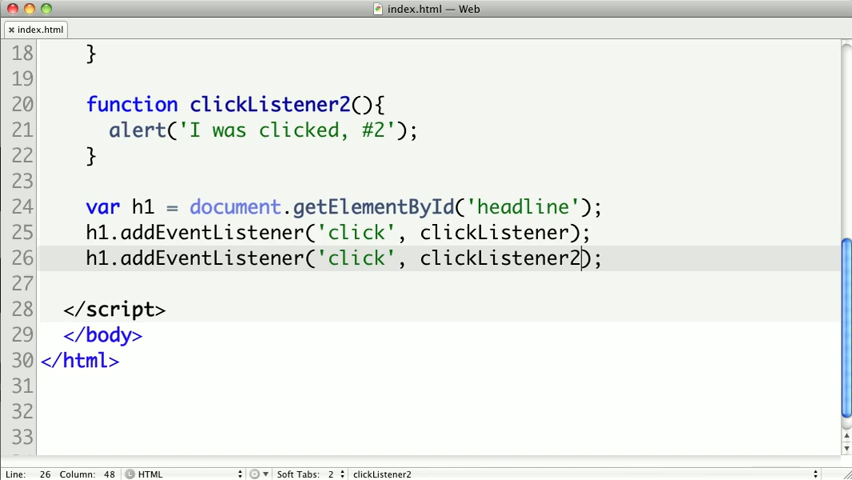 index.html — Web
× index.html
18 }
19
20 function clickListener2(){
21 alert('I was clicked, #2');
22 }
23
24 var h1 = document.getElementById('headline');
25 h1.addEventListener('click', clickListener);
26 h1.addEventListener('click', clickListener2);
27
28 </script>
29 </body>
30 </html>
31
32
33
Line: 26 Column: 48 HTML Soft Tabs: 2 clickListener2